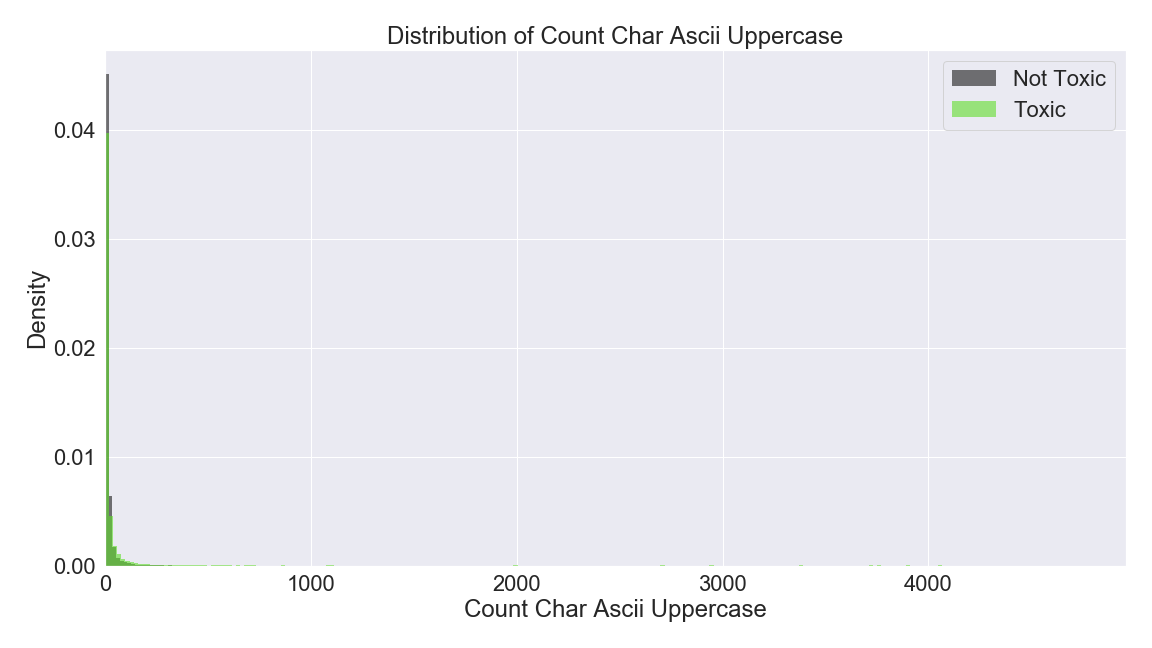 Distribution of Count Char Ascii Uppercase
Not Toxic
Toxic
Density
0.04
0.03
0.02
0.01
0.00
0 1000 2000 3000 4000
Count Char Ascii Uppercase